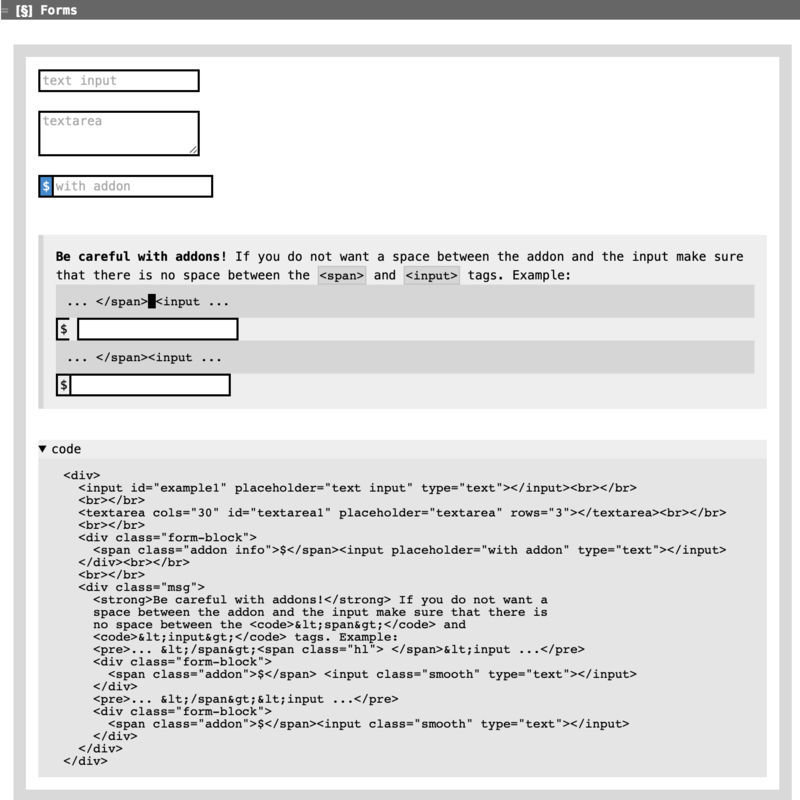 = [§] Forms
text input
textarea
$ with addon
Be careful with addons! If you do not want a space between the addon and the input make sure
that there is no space between the <span> and <input> tags. Example:
... </span> <input ...
$
... </span><input ...
$
▼ code
<div>
<input id="example1" placeholder="text input" type="text"></input><br></br>
<br></br>
<textarea cols="30" id="textarea1" placeholder="textarea" rows="3"></textarea><br></br>
<br></br>
<div class="form-block">
<span class="addon info">$</span><input placeholder="with addon" type="text"></input>
</div><br></br>
<br></br>
<div class="msg">
<strong>Be careful with addons!</strong> If you do not want a
space between the addon and the input make sure that there is
no space between the <code>&lt;span&gt;</code> and
<code>&lt;input&gt;</code> tags. Example:
<pre>... &lt;/span&gt;<span class="hl"> </span>&lt;input ...</pre>
<div class="form-block">
<span class="addon">$</span> <input class="smooth" type="text"></input>
</div>
<pre>... &lt;/span&gt;&lt;input ...</pre>
<div class="form-block">
<span class="addon">$</span><input class="smooth" type="text"></input>
</div>
</div>
</div>